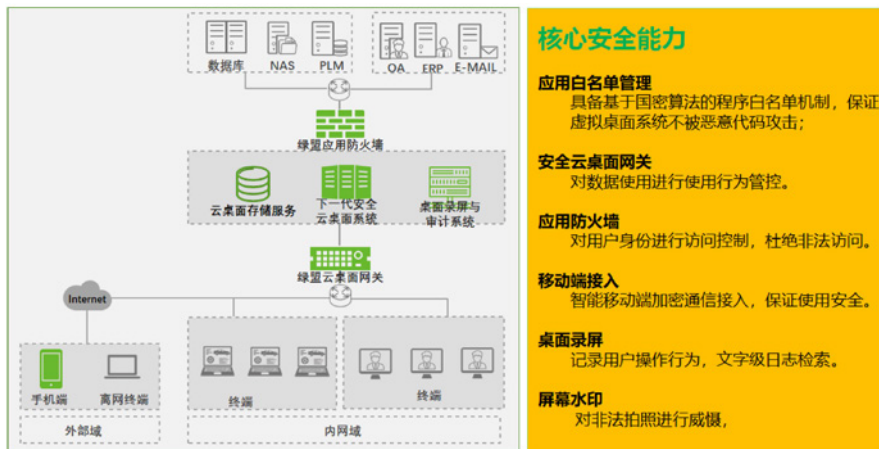 数据库
NAS
PLM
OA
ERP
E-MAIL
绿盟应用防火墙
云桌面存储服务
下一代安全
云桌面系统
桌面录屏与
审计系统
绿盟云桌面网关
Internet
手机端
离网终端
终端
终端
外部域
内网域
核心安全能力
应用白名单管理
具备基于国密算法的程序白名单机制，保证
虚拟桌面系统不被恶意代码攻击；
安全云桌面网关
对数据使用进行使用行为管控。
应用防火墙
对用户身份进行访问控制，杜绝非法访问。
移动端接入
智能移动端加密通信接入，保证使用安全。
桌面录屏
记录用户操作行为，文字级日志检索。
屏幕水印
对非法拍照进行威慑，